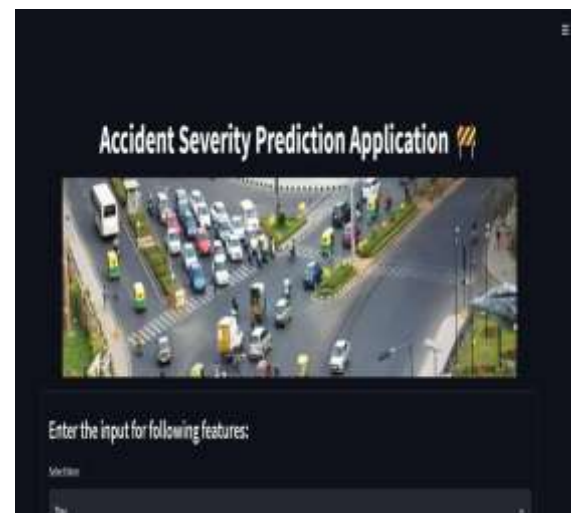 Accident Severity Prediction Application 🚧
Enter the input for following features: